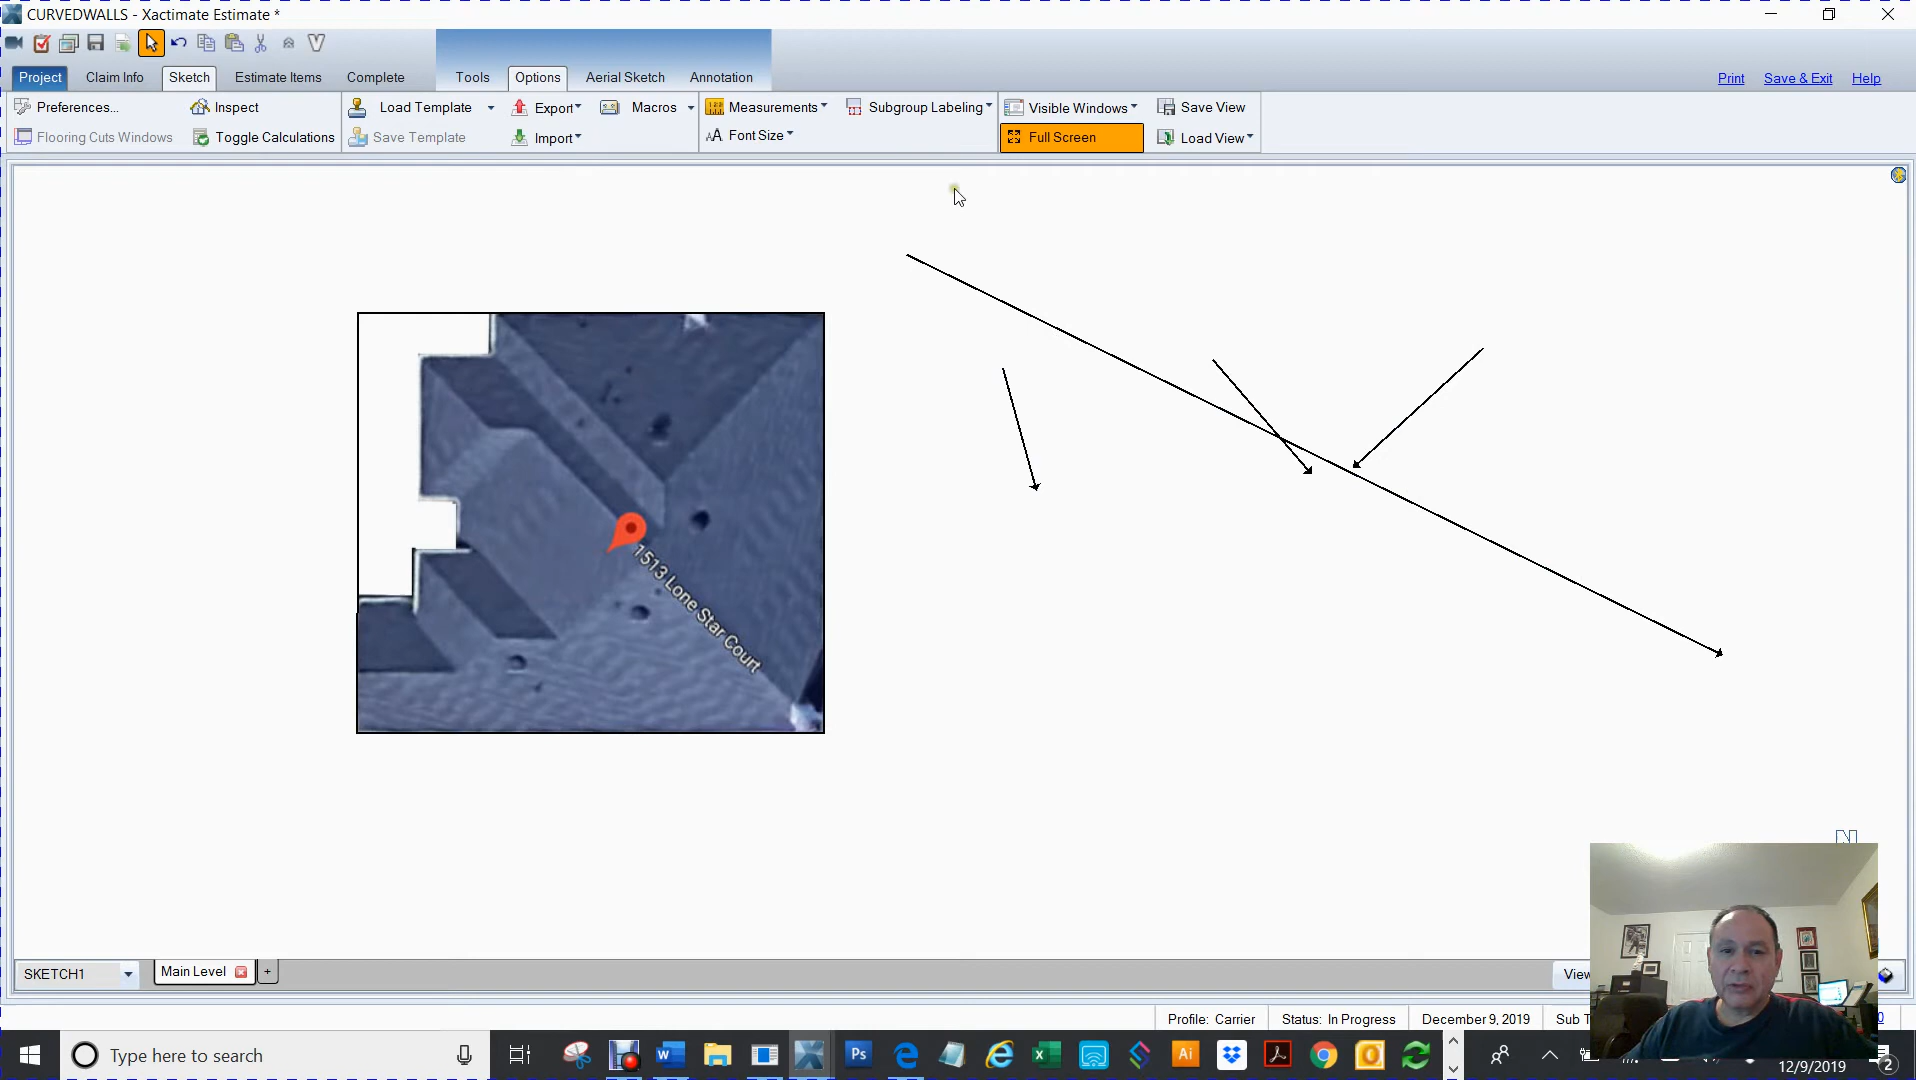 CURVEDWALLS - Xactimate Estimate *
Project Claim Info Sketch Estimate Items Complete Tools Options Aerial Sketch Annotation Print Save & Exit Help
Preferences... Inspect Load Template Export Macros Measurements Subgroup Labeling Visible Windows Save View
Flooring Cuts Windows Toggle Calculations Save Template Import AA Font Size Full Screen Load View
1513 Lone Star Court
N
SKETCH1 Main Level + View
Profile: Carrier Status: In Progress December 9, 2019 Sub T
Type here to search
12/9/2019 2